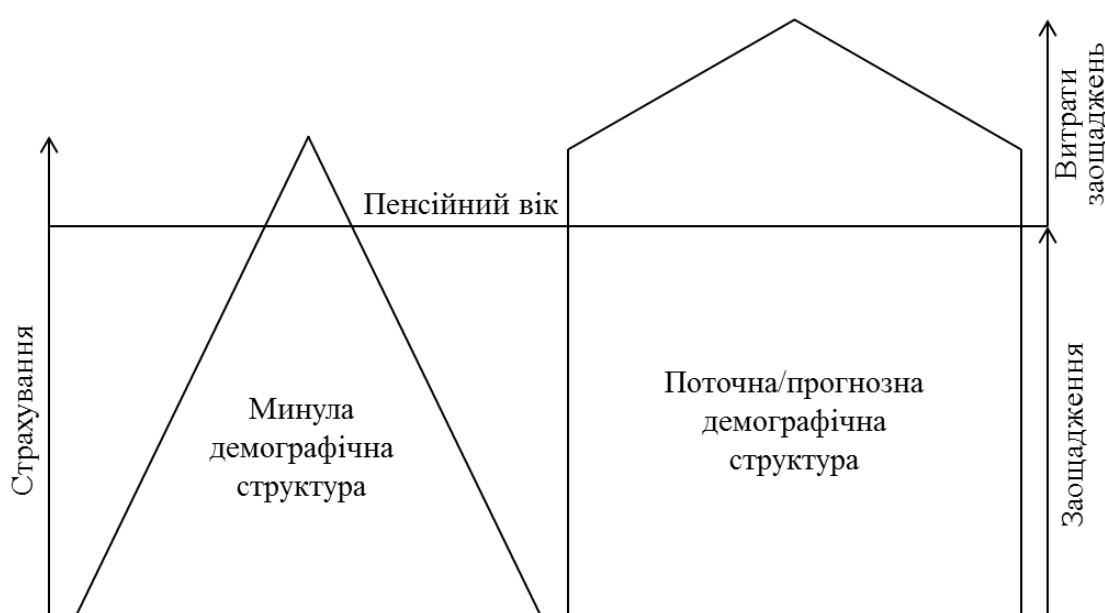 Витрати
заощаджень
Пенсійний вік
Страхування
Минула
демографічна
структура
Поточна/прогнозна
демографічна
структура
Заощадження